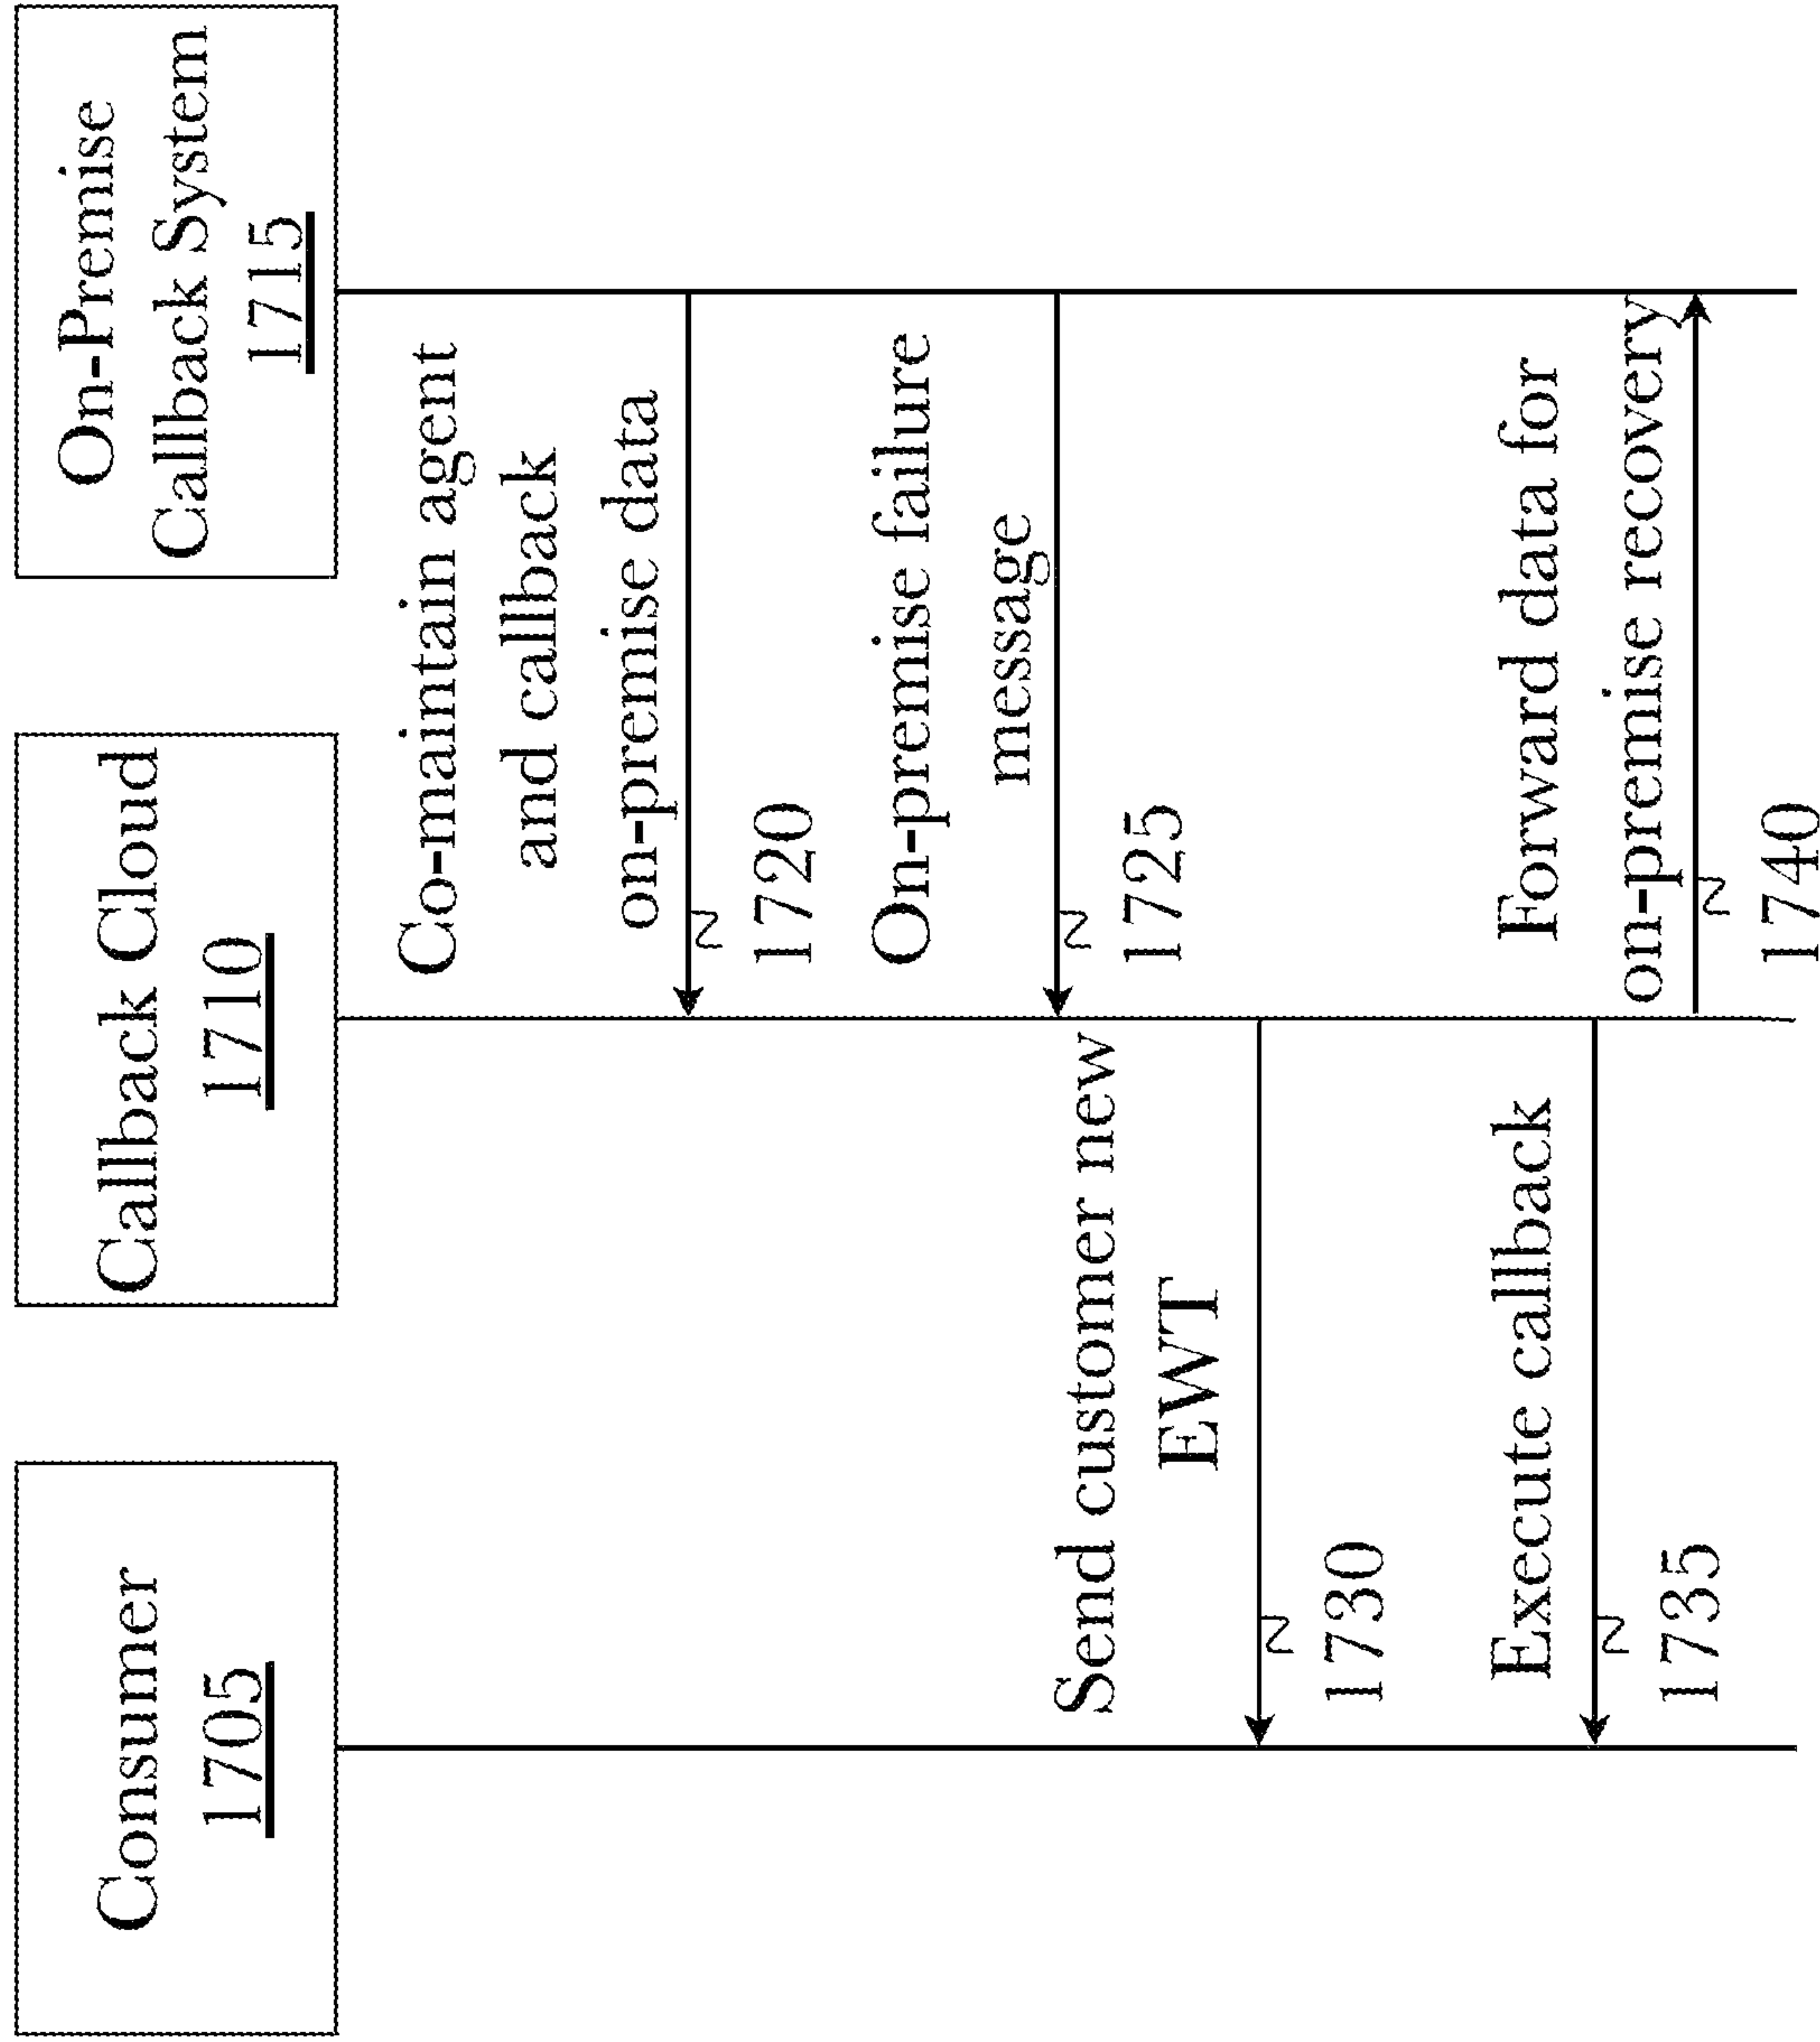 Consumer
1705
Callback Cloud
1710
On-Premise
Callback System
1715
Co-maintain agent
and callback
on-premise data
1720
On-premise failure
message
1725
Send customer new
EWT
1730
Execute callback
1735
Forward data for
on-premise recovery
1740